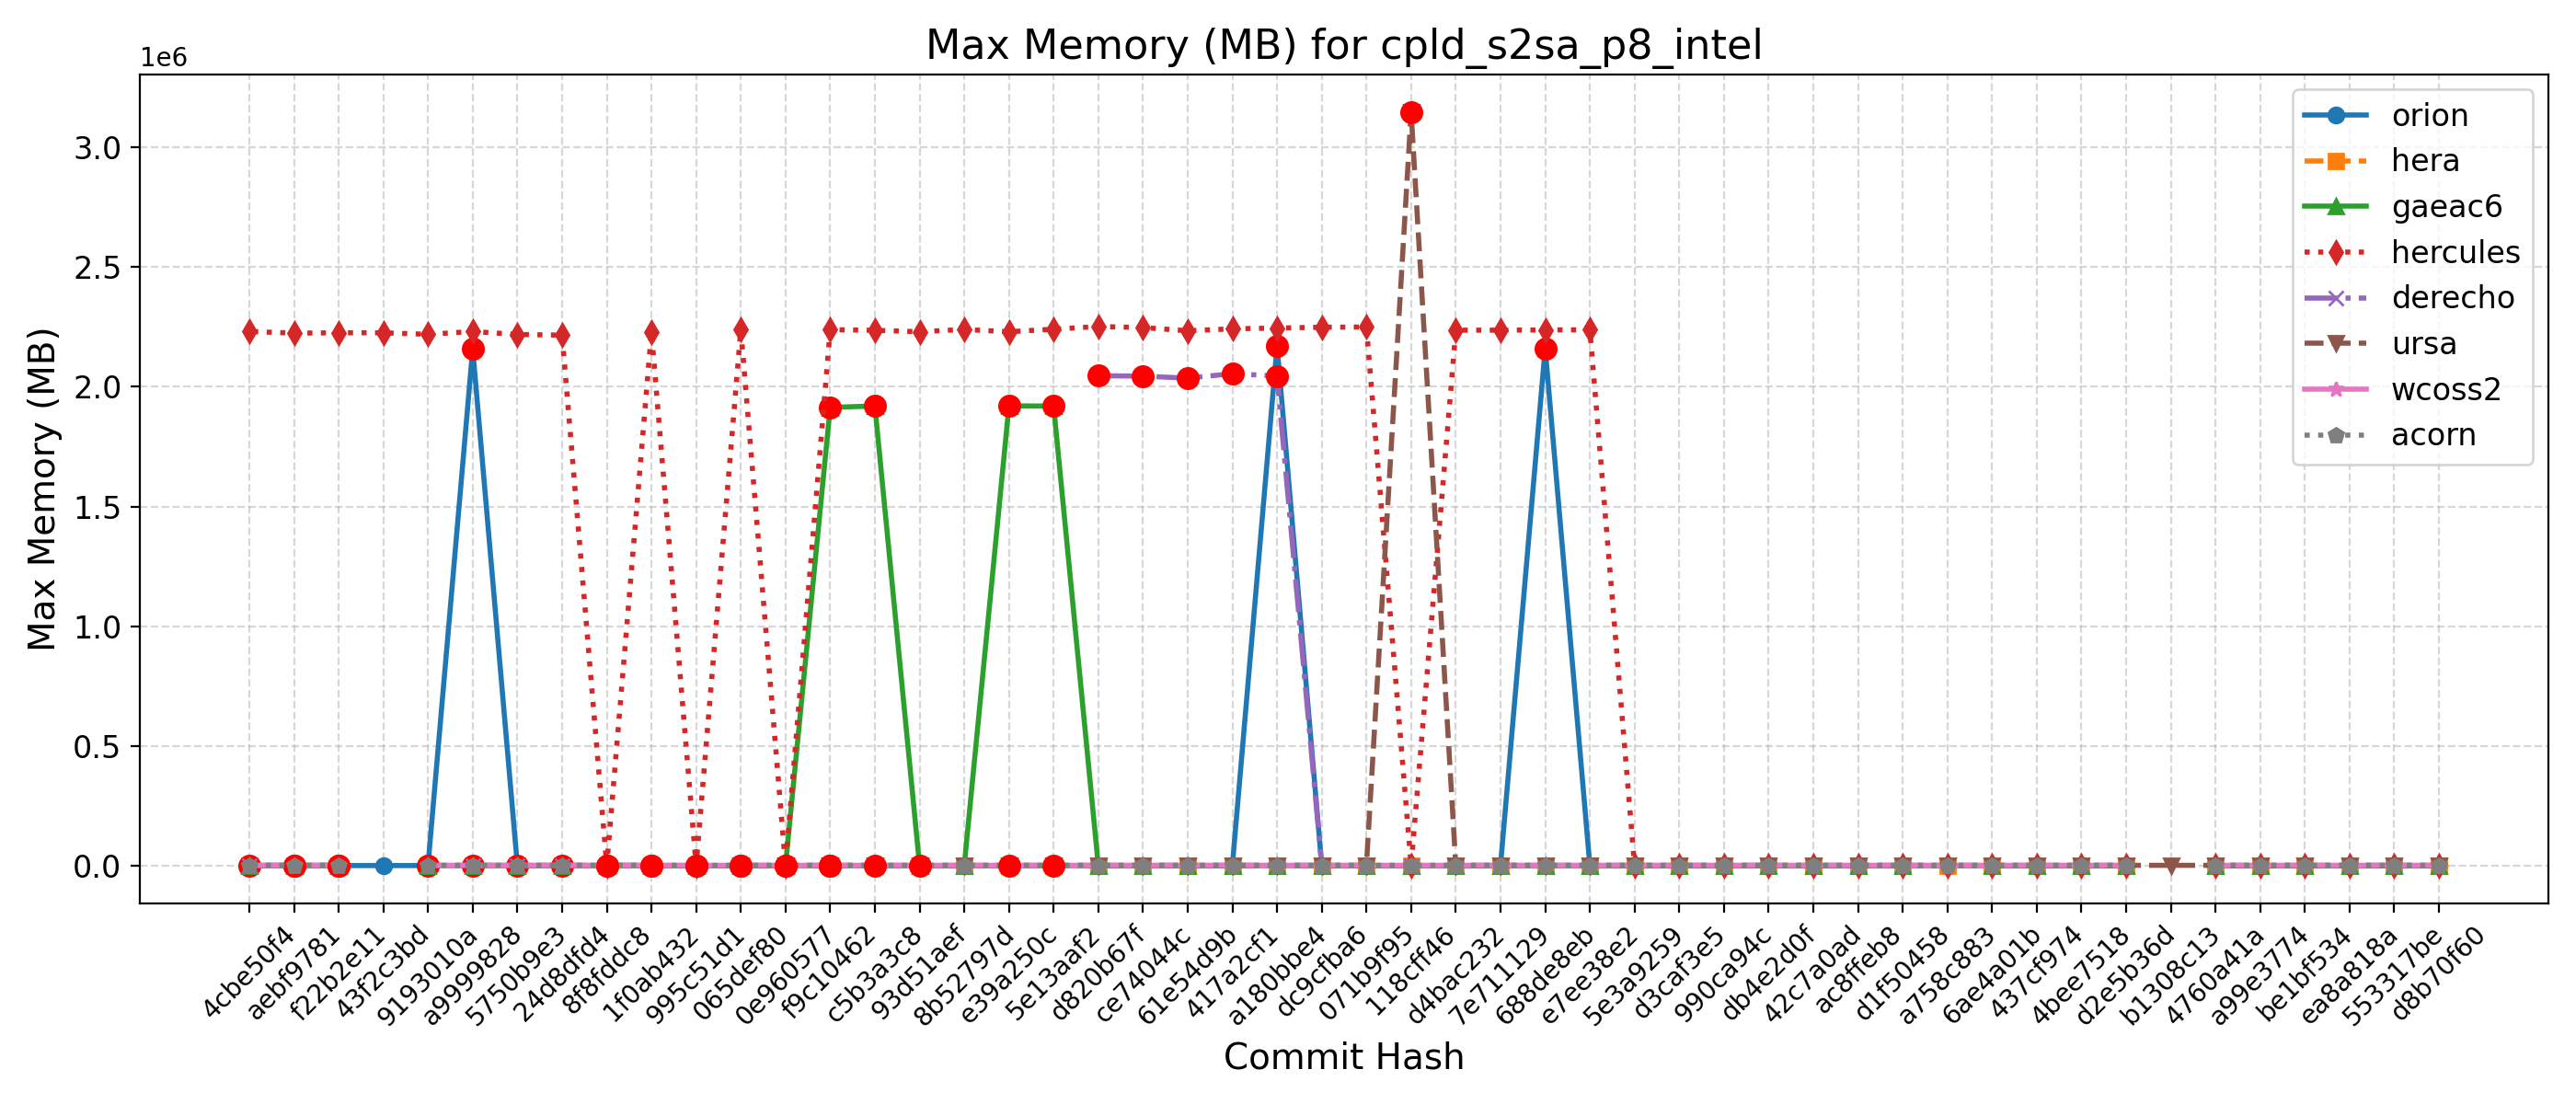 Max Memory (MB) for cpld_s2sa_p8_intel
1e6
3.0
2.5
2.0
1.5
1.0
0.5
0.0
Max Memory (MB)
orion
hera
gaeac6
hercules
derecho
ursa
wcoss2
acorn
4cbe50f4
aebf9781
f22b2e11
43f2c3bd
9193010a
a9999828
5750b9e3
24d8dfd4
8f8fddc8
1f0ab432
995c51d1
065def80
0e960577
f9c10462
c5b3a3c8
93d51aef
8b52797d
e39a250c
5e13aaf2
d820b67f
ce74044c
61e54d9b
417a2cf1
a180bbe4
dc9cfba6
071b9f95
118cff46
d4bac232
7e711129
688de8eb
e7ee38e2
5e3a9259
d3caf3e5
990ca94c
db4e2d0f
42c7a0ad
ac8ffeb8
d1f50458
a758c883
6ae4a01b
437cf974
4bee7518
d2e5b36d
b1308c13
4760a41a
a99e3774
be1bf534
ea8a818a
553317be
d8b70f60
Commit Hash